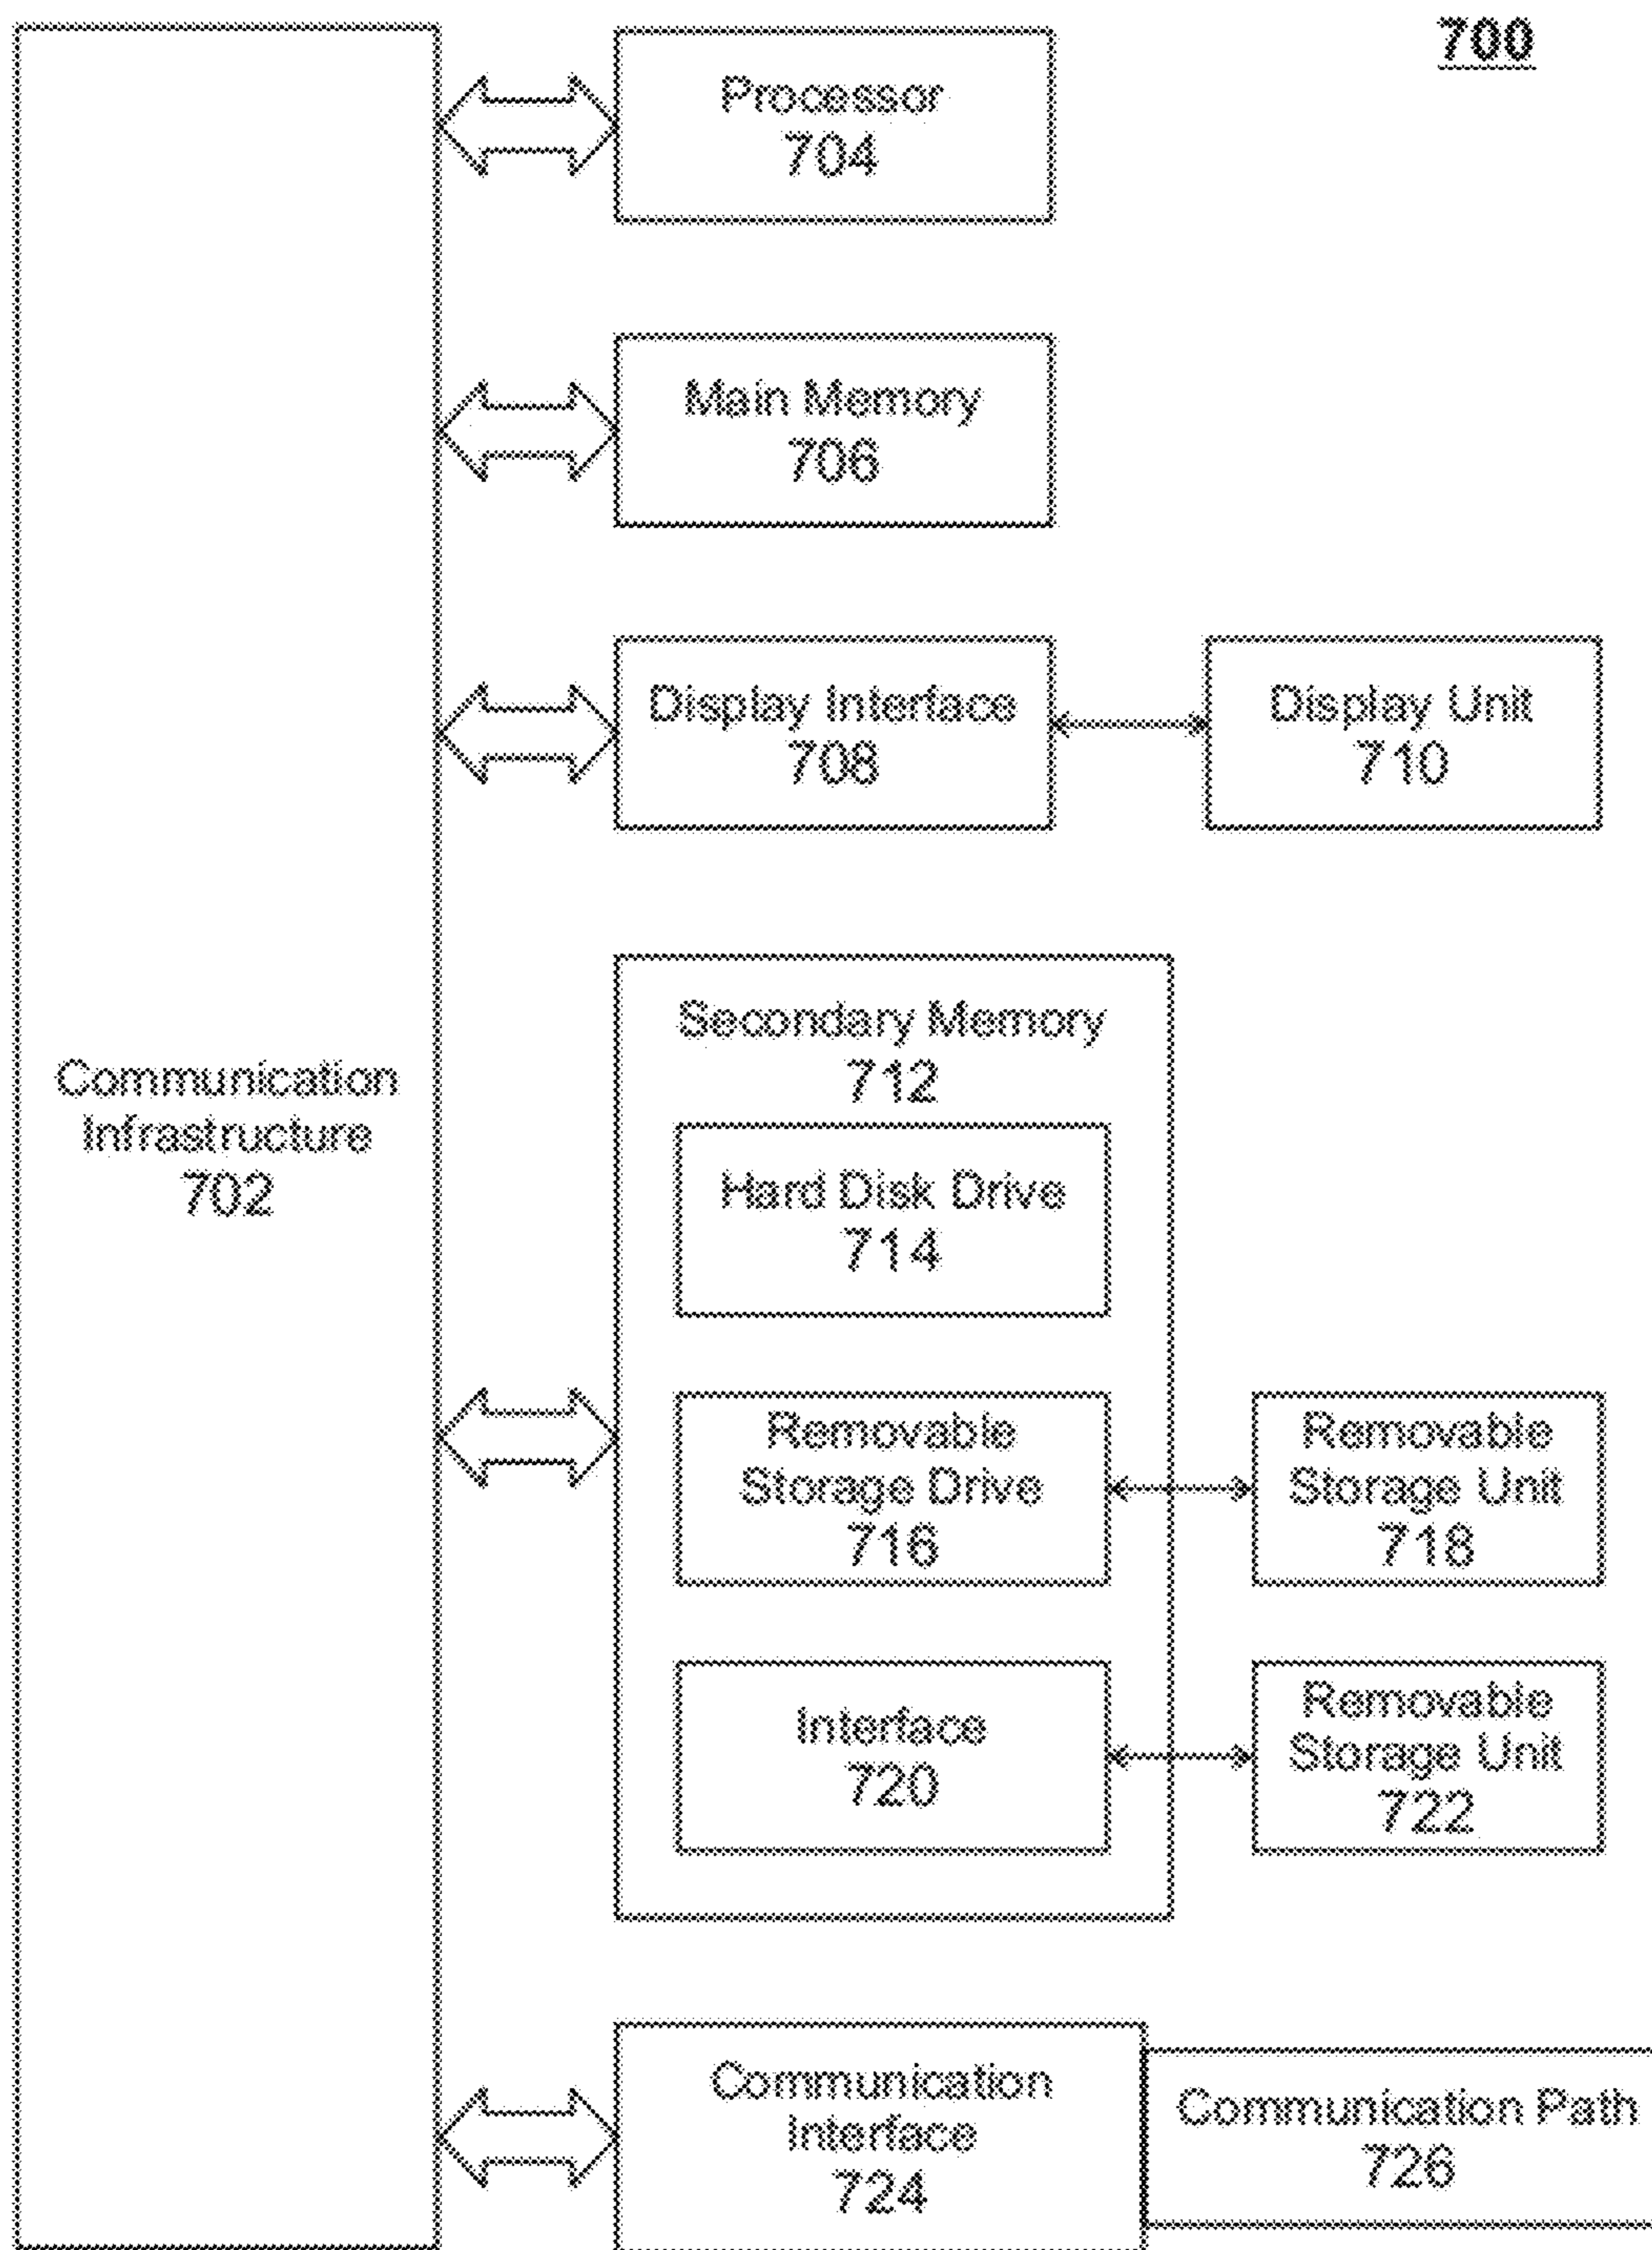 700
Processor
704
Main Memory
706
Display Interface
708
Display Unit
710
Communication
Infrastructure
702
Secondary Memory
712
Hard Disk Drive
714
Removable
Storage Drive
716
Removable
Storage Unit
718
Interface
720
Removable
Storage Unit
722
Communication
Interface
724
Communication Path
726